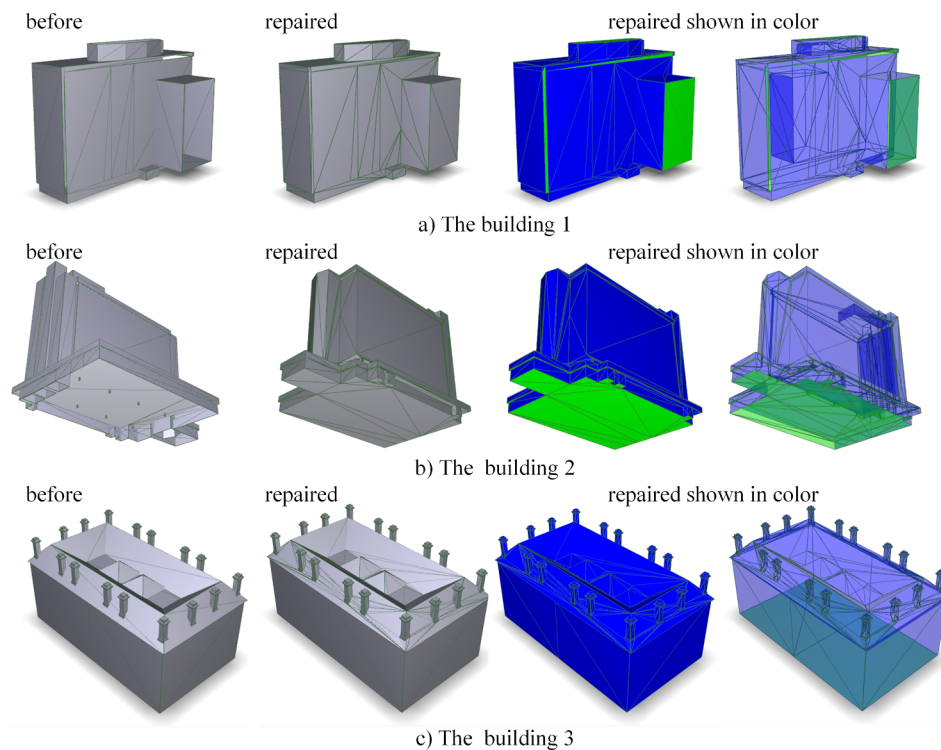 before repaired repaired shown in color
a) The building 1
before repaired repaired shown in color
b) The building 2
before repaired repaired shown in color
c) The building 3